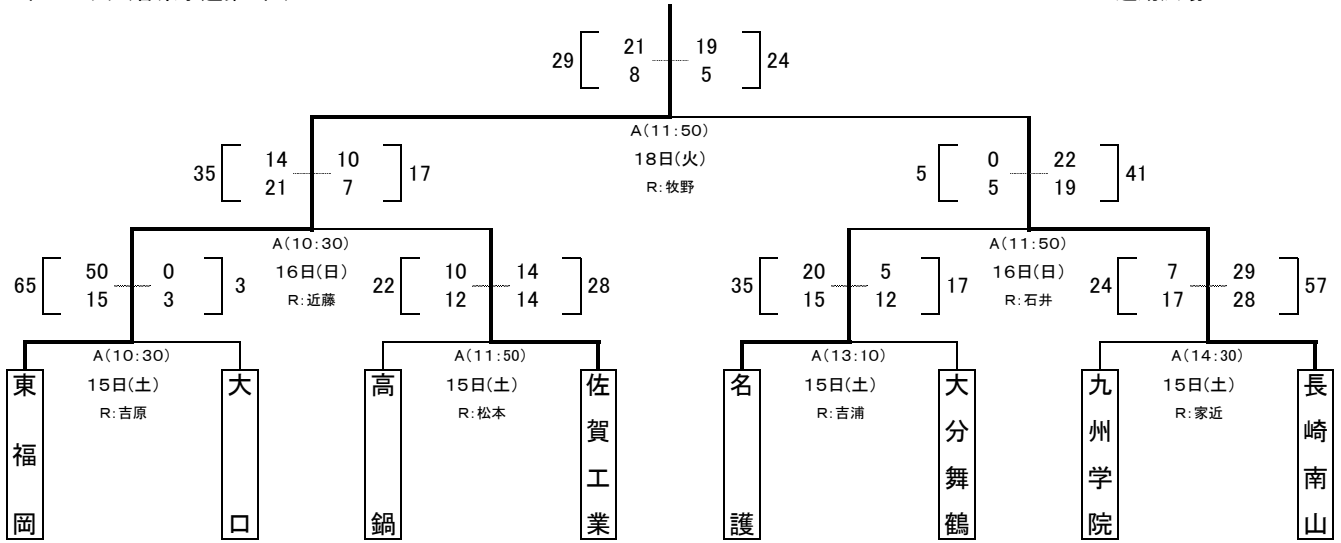 21 19
29 24
8 5
A(11:50)
18日(火)
R:牧野
14 10
35 17
21 7
0 22
5 41
5 19
A(10:30)
16日(日)
R:近藤
A(11:50)
16日(日)
R:石井
50 0
65 3
15 3
10 14
22 28
12 14
20 5
35 17
15 12
7 29
24 57
17 28
A(10:30)
15日(土)
R:吉原
A(11:50)
15日(土)
R:松本
A(13:10)
15日(土)
R:吉浦
A(14:30)
15日(土)
R:家近
東福岡
大口
高鍋
佐賀工業
名護
大分舞鶴
九州学院
長崎南山